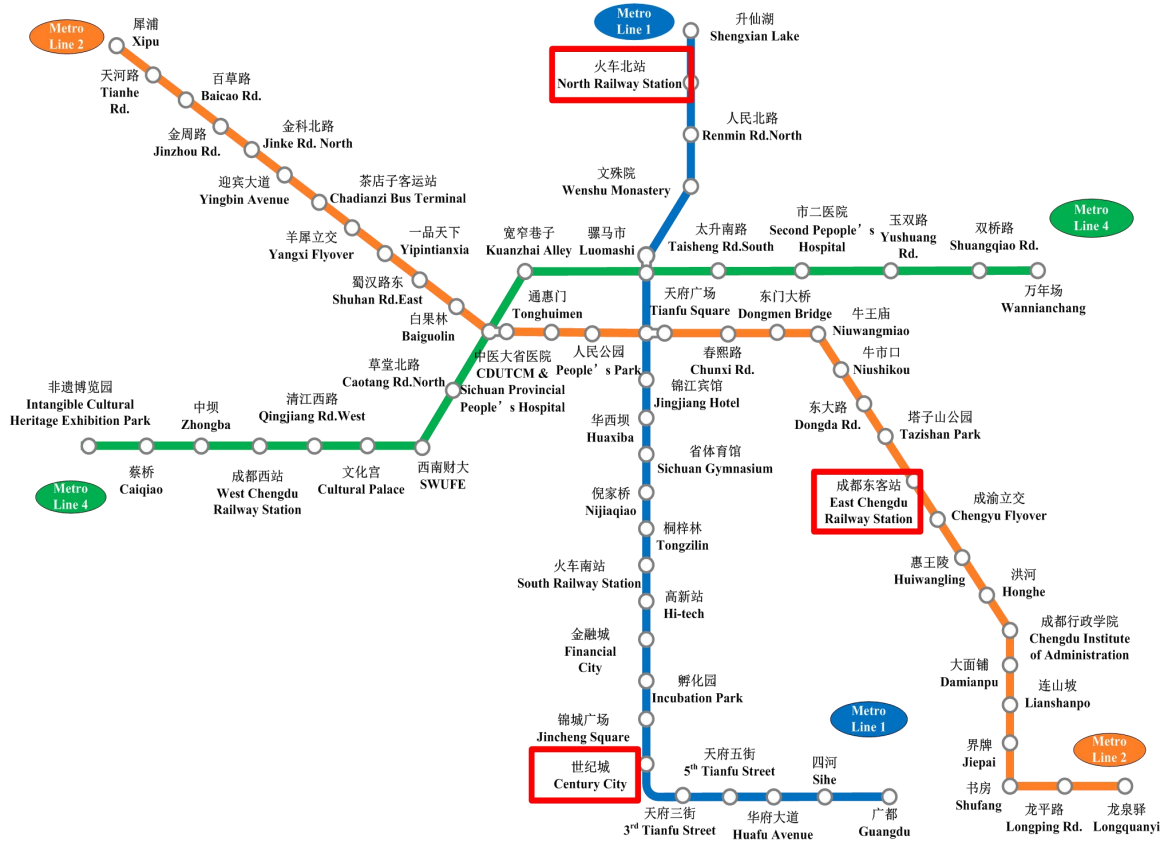 Metro
Line 2
犀浦
Xipu
天河路
Tianhe
Rd.
百草路
Baicao Rd.
金周路
Jinzhou Rd.
金科北路
Jinke Rd. North
迎宾大道
Yingbin Avenue
茶店子客运站
Chadianzi Bus Terminal
羊犀立交
Yangxi Flyover
一品天下
Yipintianxia
蜀汉路东
Shuhan Rd.East
白果林
Baiguolin
Metro
Line 1
升仙湖
Shengxian Lake
火车北站
North Railway Station
人民北路
Renmin Rd.North
文殊院
Wenshu Monastery
宽窄巷子
Kuanzhai Alley
骡马市
Luomashi
太升南路
Taisheng Rd.South
市二医院
Second Pepople’s
Hospital
玉双路
Yushuang
Rd.
双桥路
Shuangqiao Rd.
Metro
Line 4
万年场
Wannianchang
通惠门
Tonghuimen
天府广场
Tianfu Square
东门大桥
Dongmen Bridge
牛王庙
Niuwangmiao
中医大省医院
CDUTCM &
Sichuan Provincial
People’s Hospital
人民公园
People’s Park
春熙路
Chunxi Rd.
牛市口
Niushikou
草堂北路
Caotang Rd.North
锦江宾馆
Jingjiang Hotel
东大路
Dongda Rd.
非遗博览园
Intangible Cultural
Heritage Exhibition Park
中坝
Zhongba
清江西路
Qingjiang Rd.West
华西坝
Huaxiba
塔子山公园
Tazishan Park
Metro
Line 4
蔡桥
Caiqiao
成都西站
West Chengdu
Railway Station
文化宫
Cultural Palace
西南财大
SWUFE
省体育馆
Sichuan Gymnasium
倪家桥
Nijiaqiao
成都东客站
East Chengdu
Railway Station
成渝立交
Chengyu Flyover
桐梓林
Tongzilin
火车南站
South Railway Station
惠王陵
Huiwangling
洪河
Honghe
高新站
Hi-tech
金融城
Financial
City
成都行政学院
Chengdu Institute
of Administration
大面铺
Damianpu
孵化园
Incubation Park
连山坡
Lianshanpo
锦城广场
Jincheng Square
Metro
Line 1
界牌
Jiepai
Metro
Line 2
世纪城
Century City
天府五街
5th Tianfu Street
四河
Sihe
书房
Shufang
天府三街
3rd Tianfu Street
华府大道
Huafu Avenue
广都
Guangdu
龙平路
Longping Rd.
龙泉驿
Longquanyi